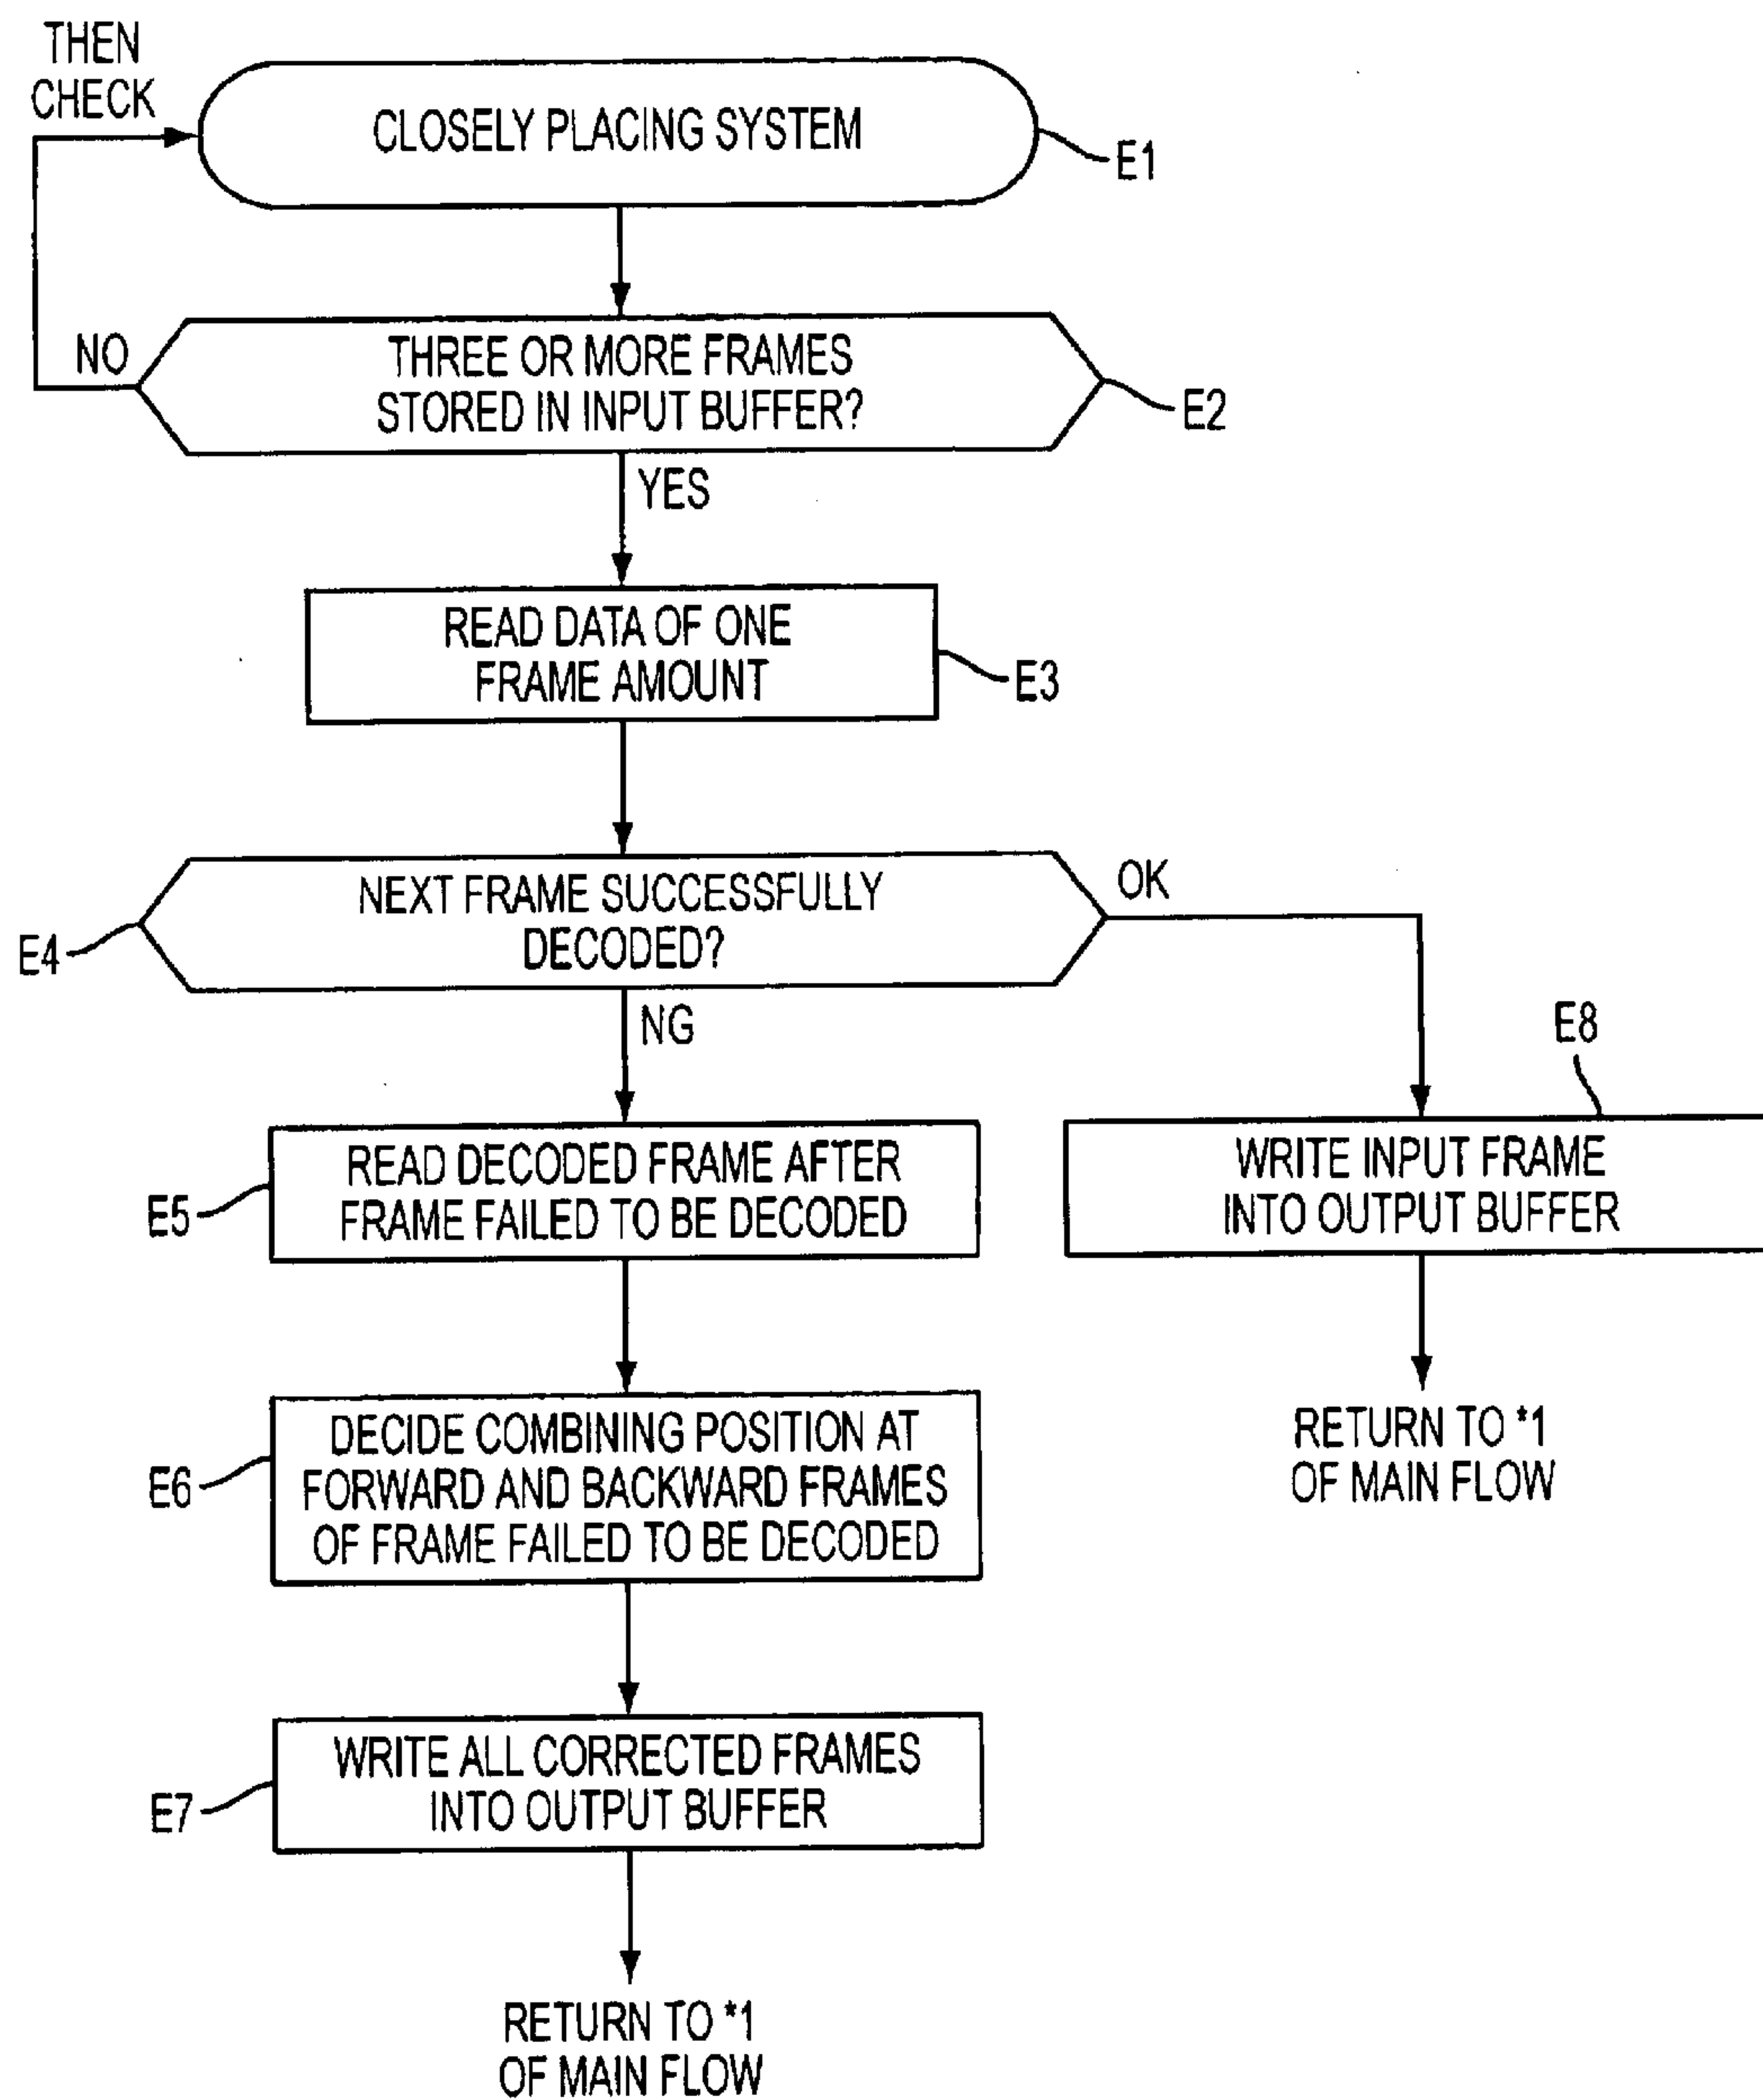 THEN
CHECK
CLOSELY PLACING SYSTEM
E1
NO
THREE OR MORE FRAMES
STORED IN INPUT BUFFER?
E2
YES
READ DATA OF ONE
FRAME AMOUNT
E3
NEXT FRAME SUCCESSFULLY
DECODED?
OK
E4
NG
E8
READ DECODED FRAME AFTER
FRAME FAILED TO BE DECODED
E5
WRITE INPUT FRAME
INTO OUTPUT BUFFER
DECIDE COMBINING POSITION AT
FORWARD AND BACKWARD FRAMES
OF FRAME FAILED TO BE DECODED
E6
RETURN TO *1
OF MAIN FLOW
WRITE ALL CORRECTED FRAMES
INTO OUTPUT BUFFER
E7
RETURN TO *1
OF MAIN FLOW